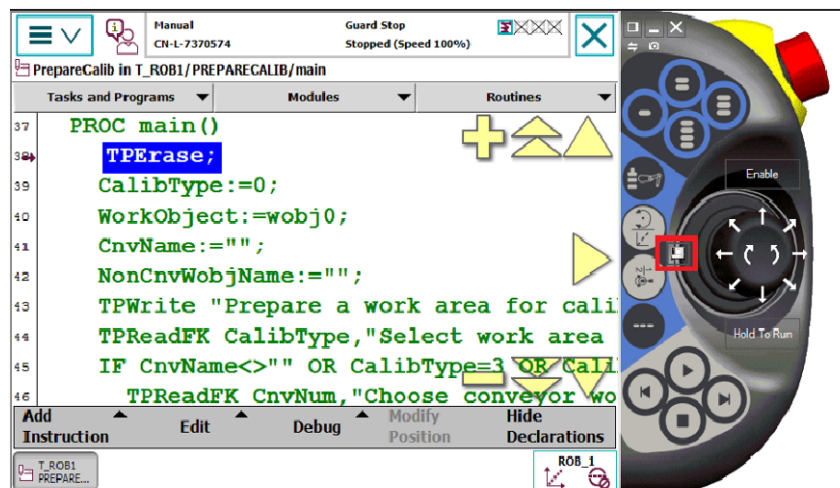 Manual
CN-L-7370574
Guard Stop
Stopped (Speed 100%)
PrepareCalib in T_ROB1/PREPARECALIB/main
Tasks and Programs
Modules
Routines
37 PROC main()
38 TPErase;
39 CalibType:=0;
40 WorkObject:=wobj0;
41 CnvName:="";
42 NonCnvWobjName:="";
43 TPWrite "Prepare a work area for cali
44 TPReadFK CalibType,"Select work area
45 IF CnvName<>"" OR CalibType=3 OR Cali
46 TPReadFK CnvNum,"Choose conveyor wo
Add Instruction
Edit
Debug
Modify Position
Hide Declarations
T_ROB1
PREPARE...
ROB_1
Enable
Hold To Run